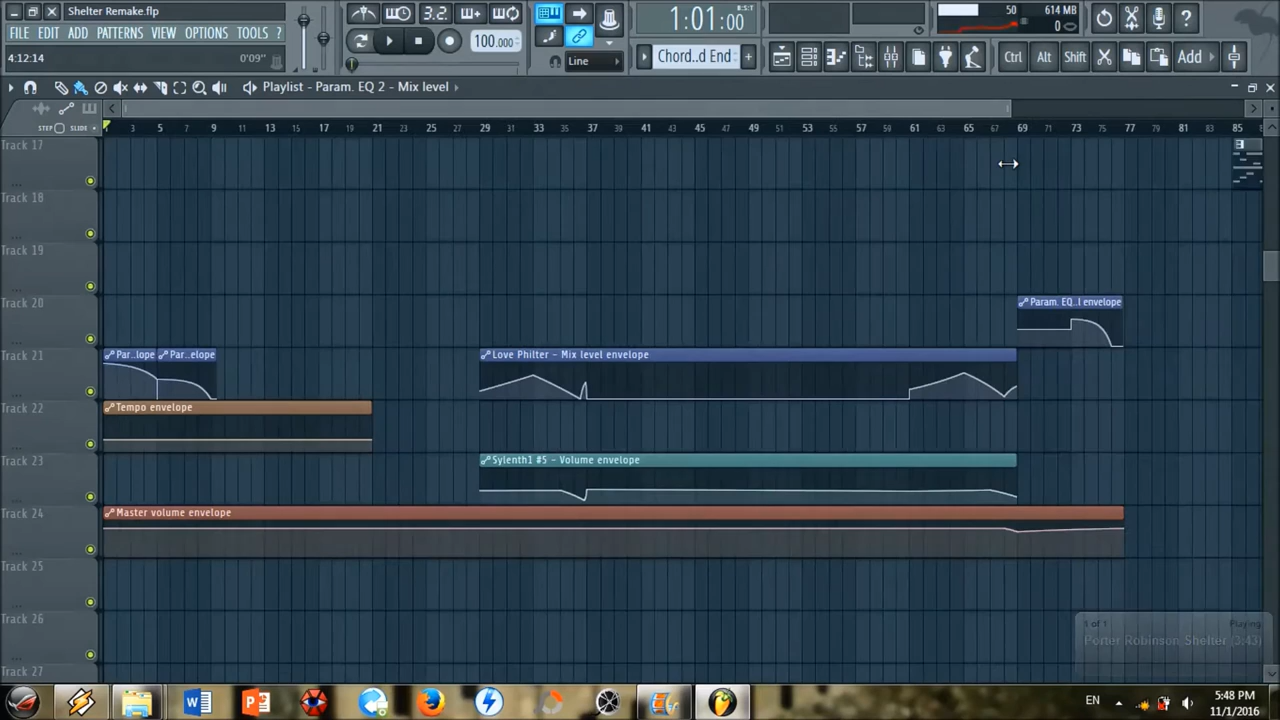 Shelter Remake.flp
FILE EDIT ADD PATTERNS VIEW OPTIONS TOOLS ?
4:12:14 0'09"
3.2
100.000
Line
1:01:00
B:S:T
Chord..d End
50 614 MB
0
Ctrl Alt Shift Add
Playlist - Param. EQ 2 - Mix level
STEP SLIDE
1 3 5 7 9 11 13 15 17 19 21 23 25 27 29 31 33 35 37 39 41 43 45 47 49 51 53 55 57 59 61 63 65 67 69 71 73 75 77 79 81 83 85
Track 17
Track 18
Track 19
Track 20
Param. EQ..l envelope
Track 21
Par..lope Par..elope
Love Philter - Mix level envelope
Track 22
Tempo envelope
Track 23
Sylenth1 #5 - Volume envelope
Track 24
Master volume envelope
Track 25
Track 26
Track 27
1 of 1 Playing
Porter Robinson Shelter (3:43)
EN
5:48 PM
11/1/2016